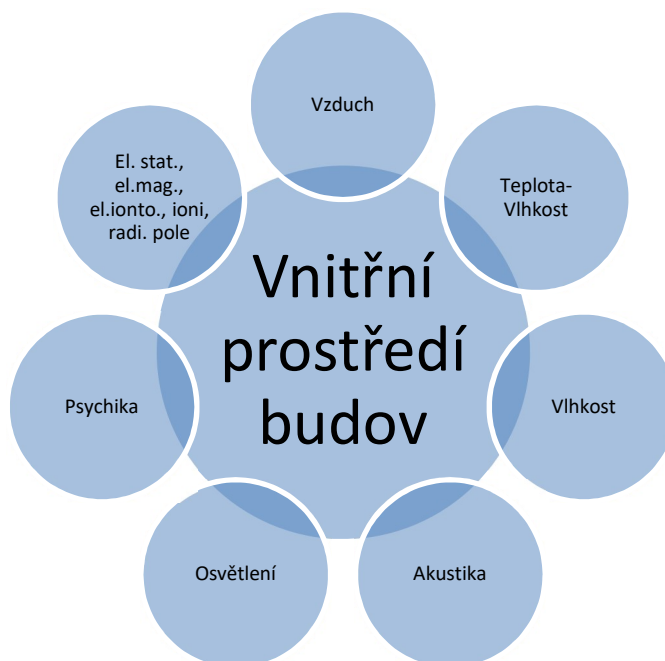 Vzduch
El. stat.,
el.mag.,
el.ionto., ioni,
radi. pole
Teplota-
Vlhkost
Vnitřní
prostředí
budov
Psychika
Vlhkost
Osvětlení
Akustika